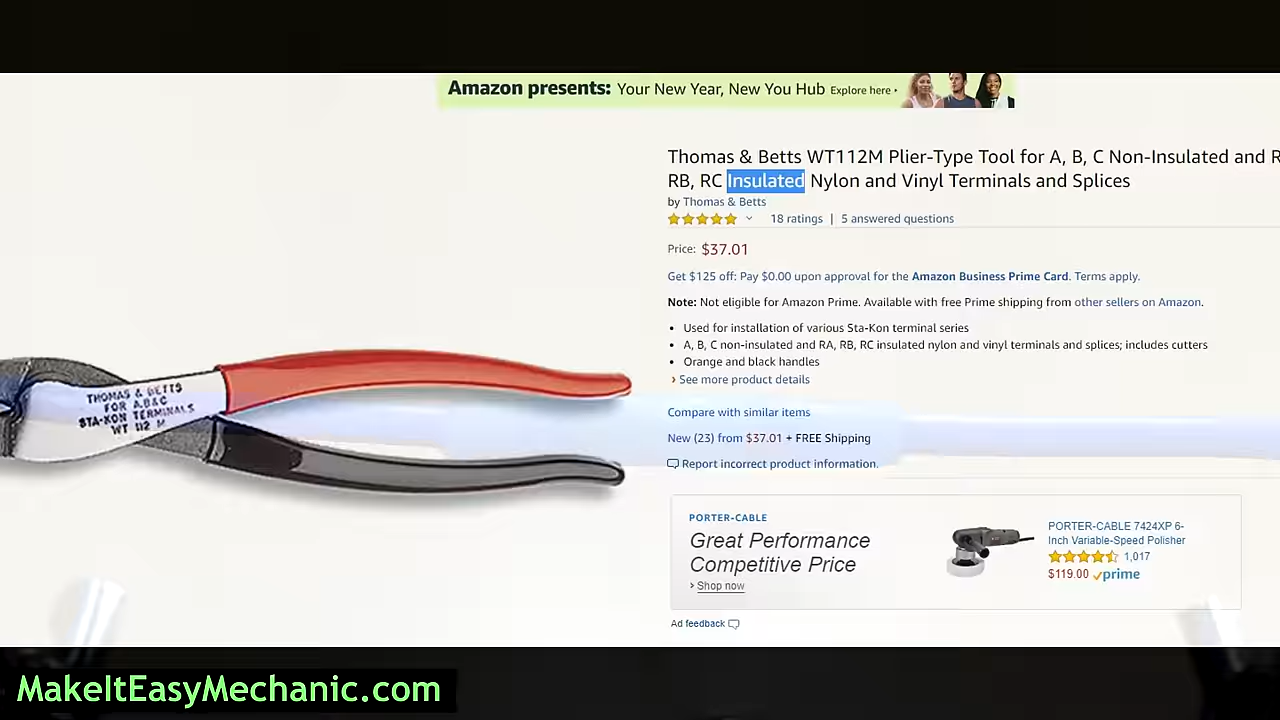 Amazon presents: Your New Year, New You Hub Explore here
Thomas & Betts WT112M Plier-Type Tool for A, B, C Non-Insulated and R
RB, RC Insulated Nylon and Vinyl Terminals and Splices
by Thomas & Betts
18 ratings | 5 answered questions
Price: $37.01
Get $125 off: Pay $0.00 upon approval for the Amazon Business Prime Card. Terms apply.
Note: Not eligible for Amazon Prime. Available with free Prime shipping from other sellers on Amazon.
• Used for installation of various Sta-Kon terminal series
• A, B, C non-insulated and RA, RB, RC insulated nylon and vinyl terminals and splices; includes cutters
• Orange and black handles
› See more product details
THOMAS & BETTS
FOR A,B&C
STA-KON TERMINALS
WT 112 M
Compare with similar items
New (23) from $37.01 + FREE Shipping
Report incorrect product information.
PORTER-CABLE
Great Performance
Competitive Price
› Shop now
PORTER-CABLE 7424XP 6-
Inch Variable-Speed Polisher
1,017
$119.00 prime
Ad feedback
MakeItEasyMechanic.com